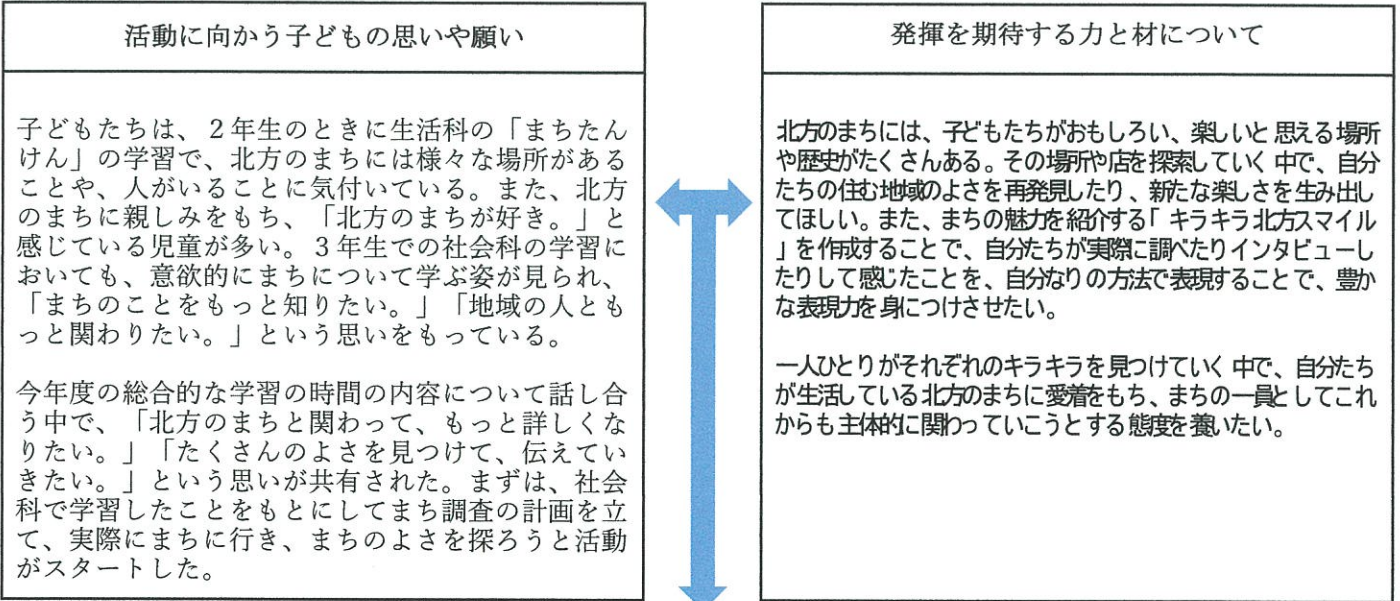 活動に向かう子どもの思いや願い
子どもたちは、２年生のときに生活科の「まちたん
けん」の学習で、北方のまちには様々な場所がある
ことや、人がいることに気付いている。また、北方
のまちに親しみをもち、「北方のまちが好き。」と
感じている児童が多い。３年生での社会科の学習に
おいても、意欲的にまちについて学ぶ姿が見られ、
「まちのことをもっと知りたい。」「地域の人とも
っと関わりたい。」という思いをもっている。
今年度の総合的な学習の時間の内容について話し合
う中で、「北方のまちと関わって、もっと詳しくな
りたい。」「たくさんのよさを見つけて、伝えてい
きたい。」という思いが共有された。まずは、社会
科で学習したことをもとにしてまち調査の計画を立
て、実際にまちに行き、まちのよさを探ろうと活動
がスタートした。
発揮を期待する力と材について
北方のまちには、子どもたちがおもしろい、楽しいと思える場所
や歴史がたくさんある。その場所や店を探索していく中で、自分
たちの住む地域のよさを再発見したり、新たな楽しさを生み出し
てほしい。また、まちの魅力を紹介する「キラキラ北方スマイル
」を作成することで、自分たちが実際に調べたりインタビューし
たりして感じたことを、自分なりの方法で表現することで、豊か
な表現力を身につけさせたい。
一人ひとりがそれぞれのキラキラを見つけていく中で、自分たち
が生活している北方のまちに愛着をもち、まちの一員としてこれ
からも主体的に関わっていこうとする態度を養いたい。